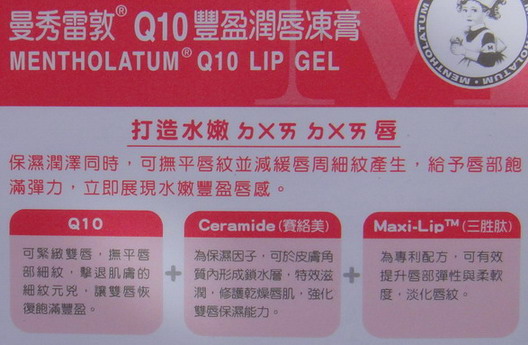 曼秀雷敦® Q10豐盈潤唇凍膏
MENTHOLATUM® Q10 LIP GEL
MENTHOLATUM
打造水嫩 ㄉㄨㄞ ㄉㄨㄞ 唇
保濕潤澤同時，可撫平唇紋並減緩唇周細紋產生，給予唇部飽
滿彈力，立即展現水嫩豐盈唇感。
Q10
可緊緻雙唇，撫平唇
部細紋，擊退肌膚的
細紋元兇，讓雙唇恢
復飽滿豐盈。
+
Ceramide(賽絡美)
為保濕因子，可於皮膚角
質內形成鎖水層，特效滋
潤，修護乾燥唇肌，強化
雙唇保濕能力。
+
Maxi-Lip™(三胜肽)
為專利配方，可有效
提升唇部彈性與柔軟
度，淡化唇紋。